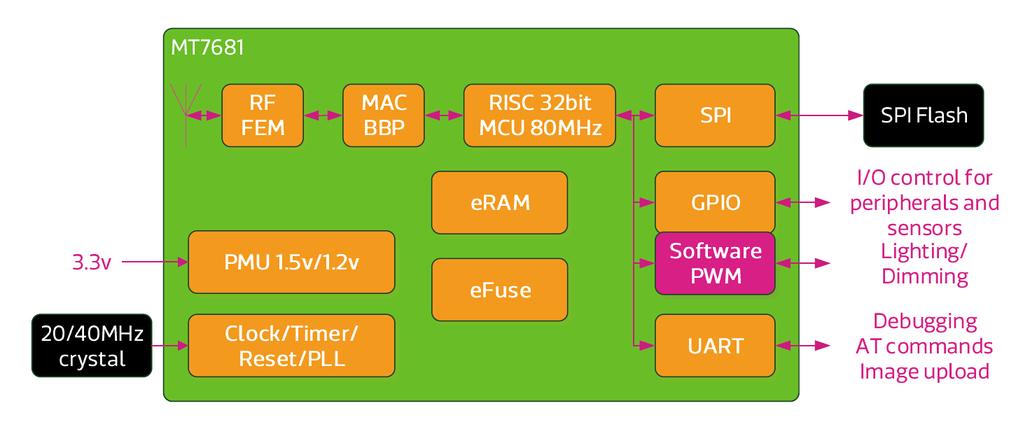 MT7681
RF
FEM
MAC
BBP
RISC 32bit
MCU 80MHz
SPI
SPI Flash
eRAM
GPIO
I/O control for
peripherals and
sensors
3.3v
PMU 1.5v/1.2v
eFuse
Software
PWM
Lighting/
Dimming
20/40MHz
crystal
Clock/Timer/
Reset/PLL
UART
Debugging
AT commands
Image upload